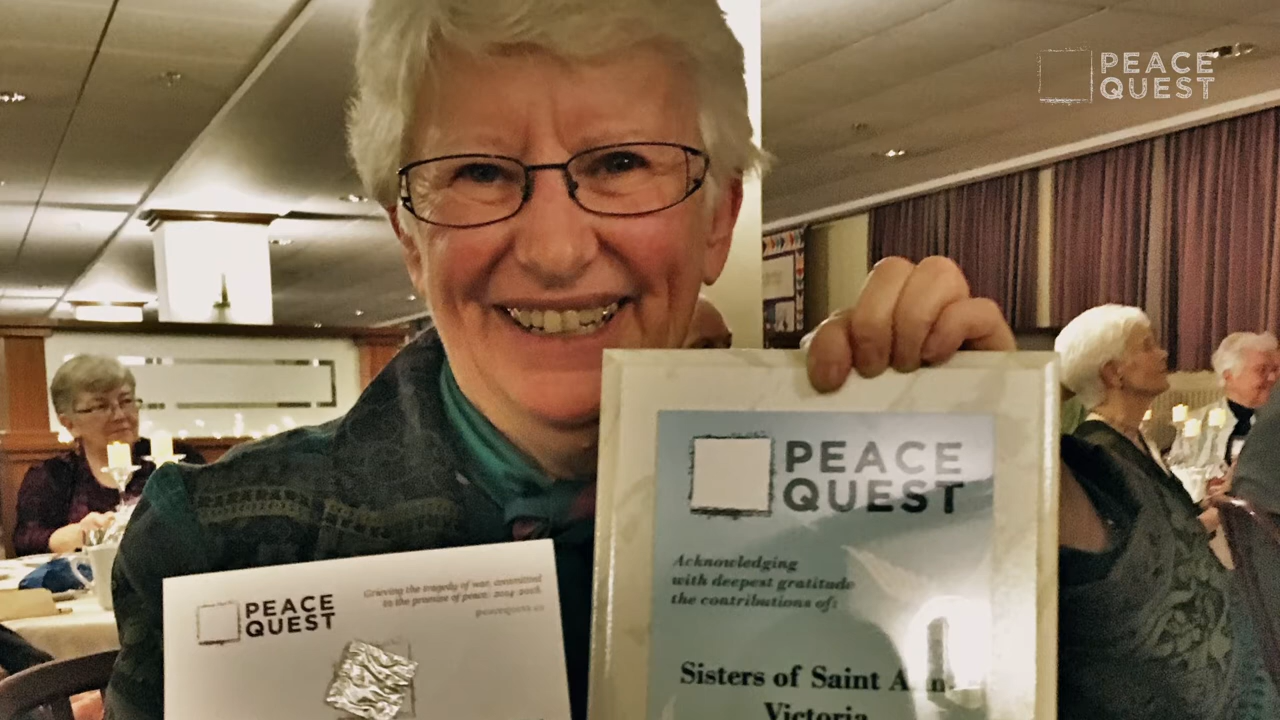 PEACE
QUEST
PEACE
QUEST
Grieving the tragedy of war, committed
to the promise of peace: 2014-2018.
peacequest.ca
PEACE
QUEST
Acknowledging
with deepest gratitude
the contributions of:
Sisters of Saint
Victoria